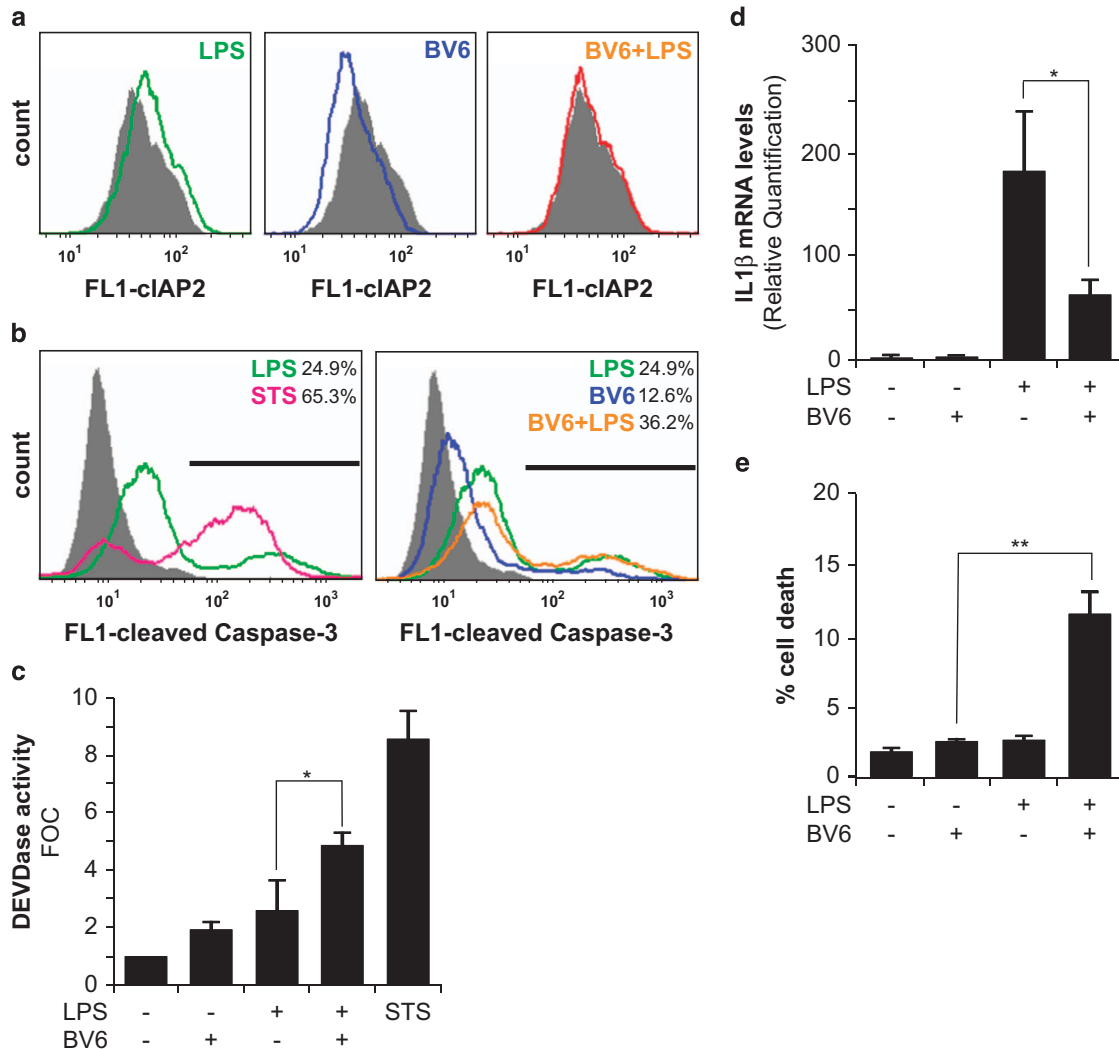 a
LPS
BV6
BV6+LPS
count
10¹ 10²
10¹ 10²
10¹ 10²
FL1-cIAP2
FL1-cIAP2
FL1-cIAP2
b
LPS 24.9%
STS 65.3%
LPS 24.9%
BV6 12.6%
BV6+LPS 36.2%
count
10¹ 10² 10³
10¹ 10² 10³
FL1-cleaved Caspase-3
FL1-cleaved Caspase-3
c
DEVDase activity
FOC
10
8
6
4
2
0
*
LPS - - + + STS
BV6 - + - +
d
IL1β mRNA levels
(Relative Quantification)
300
200
100
0
*
LPS - - + +
BV6 - + - +
e
% cell death
20
15
10
5
0
**
LPS - - + +
BV6 - + - +